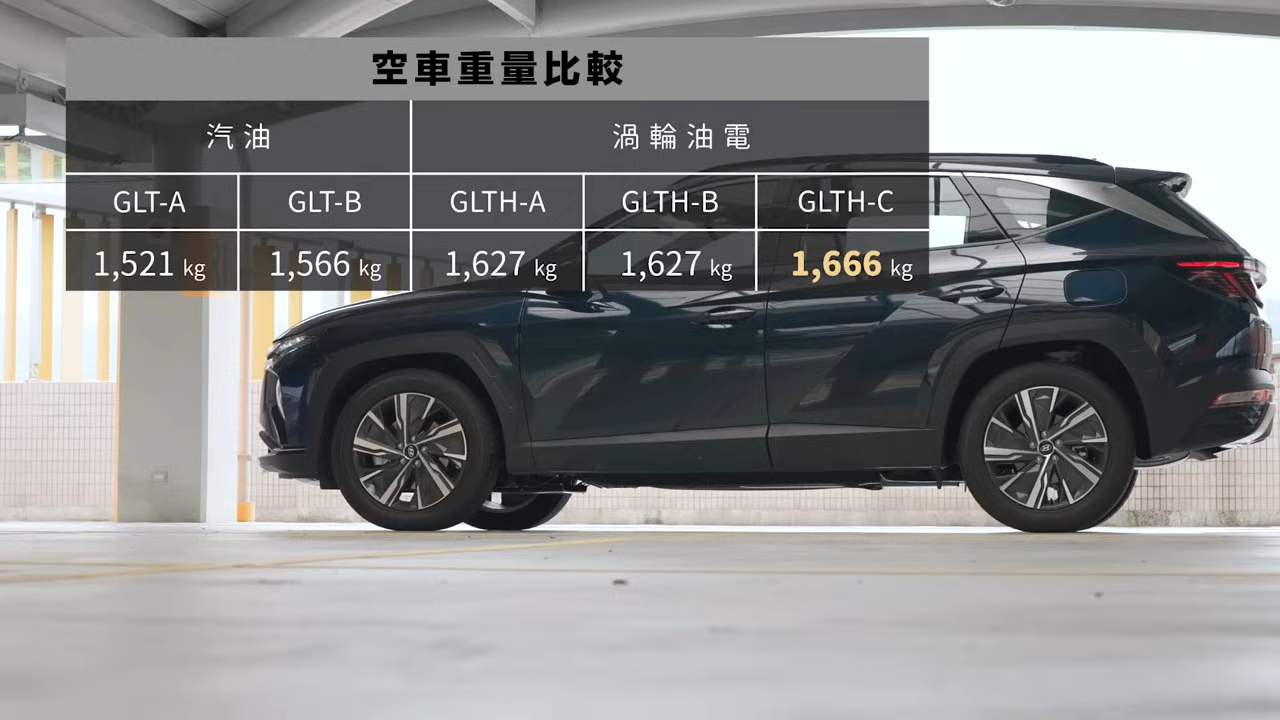 空車重量比較
汽油 渦輪油電
GLT-A GLT-B GLTH-A GLTH-B GLTH-C
1,521 kg 1,566 kg 1,627 kg 1,627 kg 1,666 kg